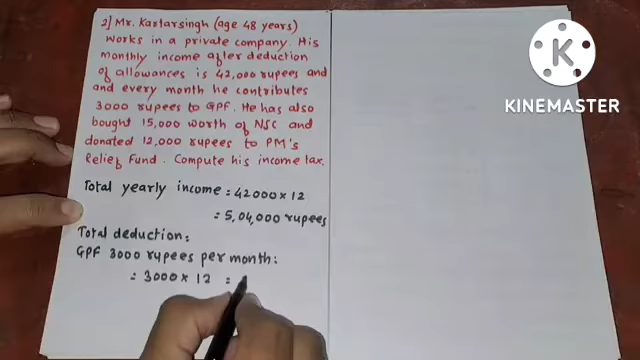 2] Mr. Kartarsingh (age 48 years)
works in a private company. His
monthly income after deduction
of allowances is 42,000 rupees and
and every month he contributes
3000 rupees to GPF. He has also
bought 15,000 worth of NSC and
donated 12,000 rupees to PM's
Relief Fund. Compute his income tax.
Total yearly income = 42000 × 12
= 5,04,000 rupees
Total deduction:
GPF 3000 rupees per month:
= 3000 × 12 =
K
KINEMASTER